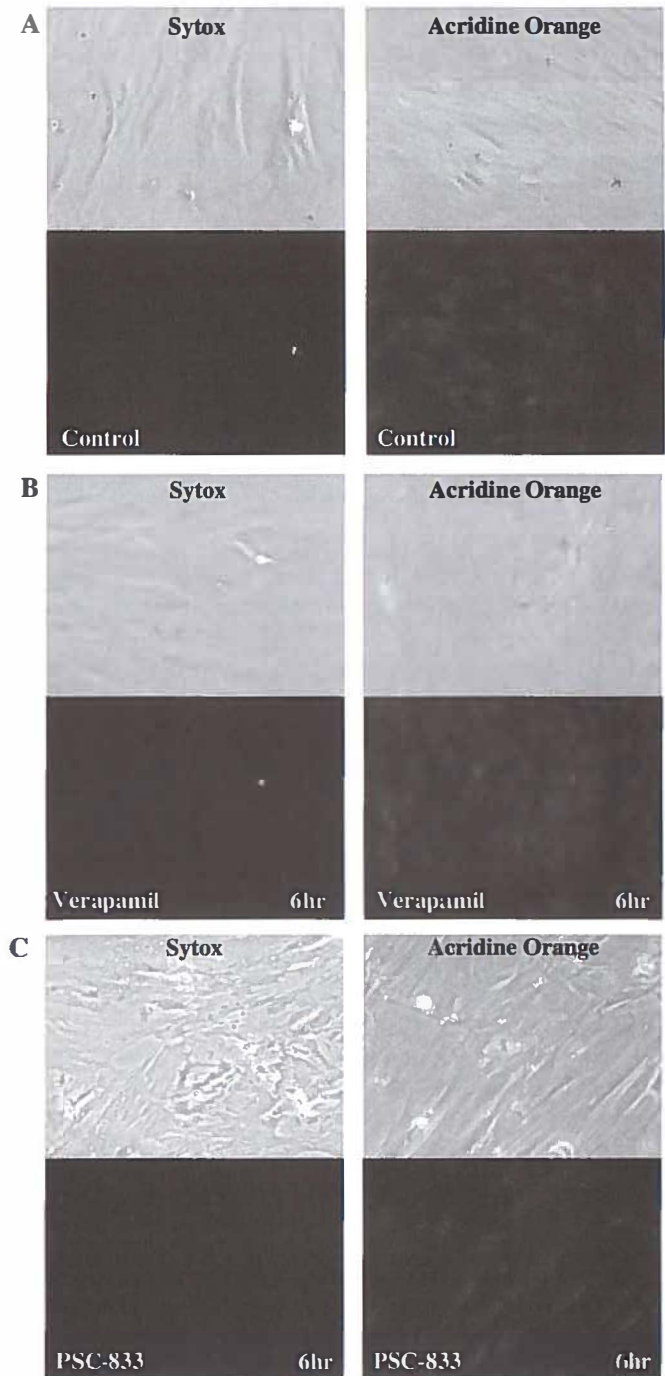 A
Sytox
Acridine Orange
Control
Control
B
Sytox
Acridine Orange
Verapamil 6hr
Verapamil 6hr
C
Sytox
Acridine Orange
PSC-833 6hr
PSC-833 6hr